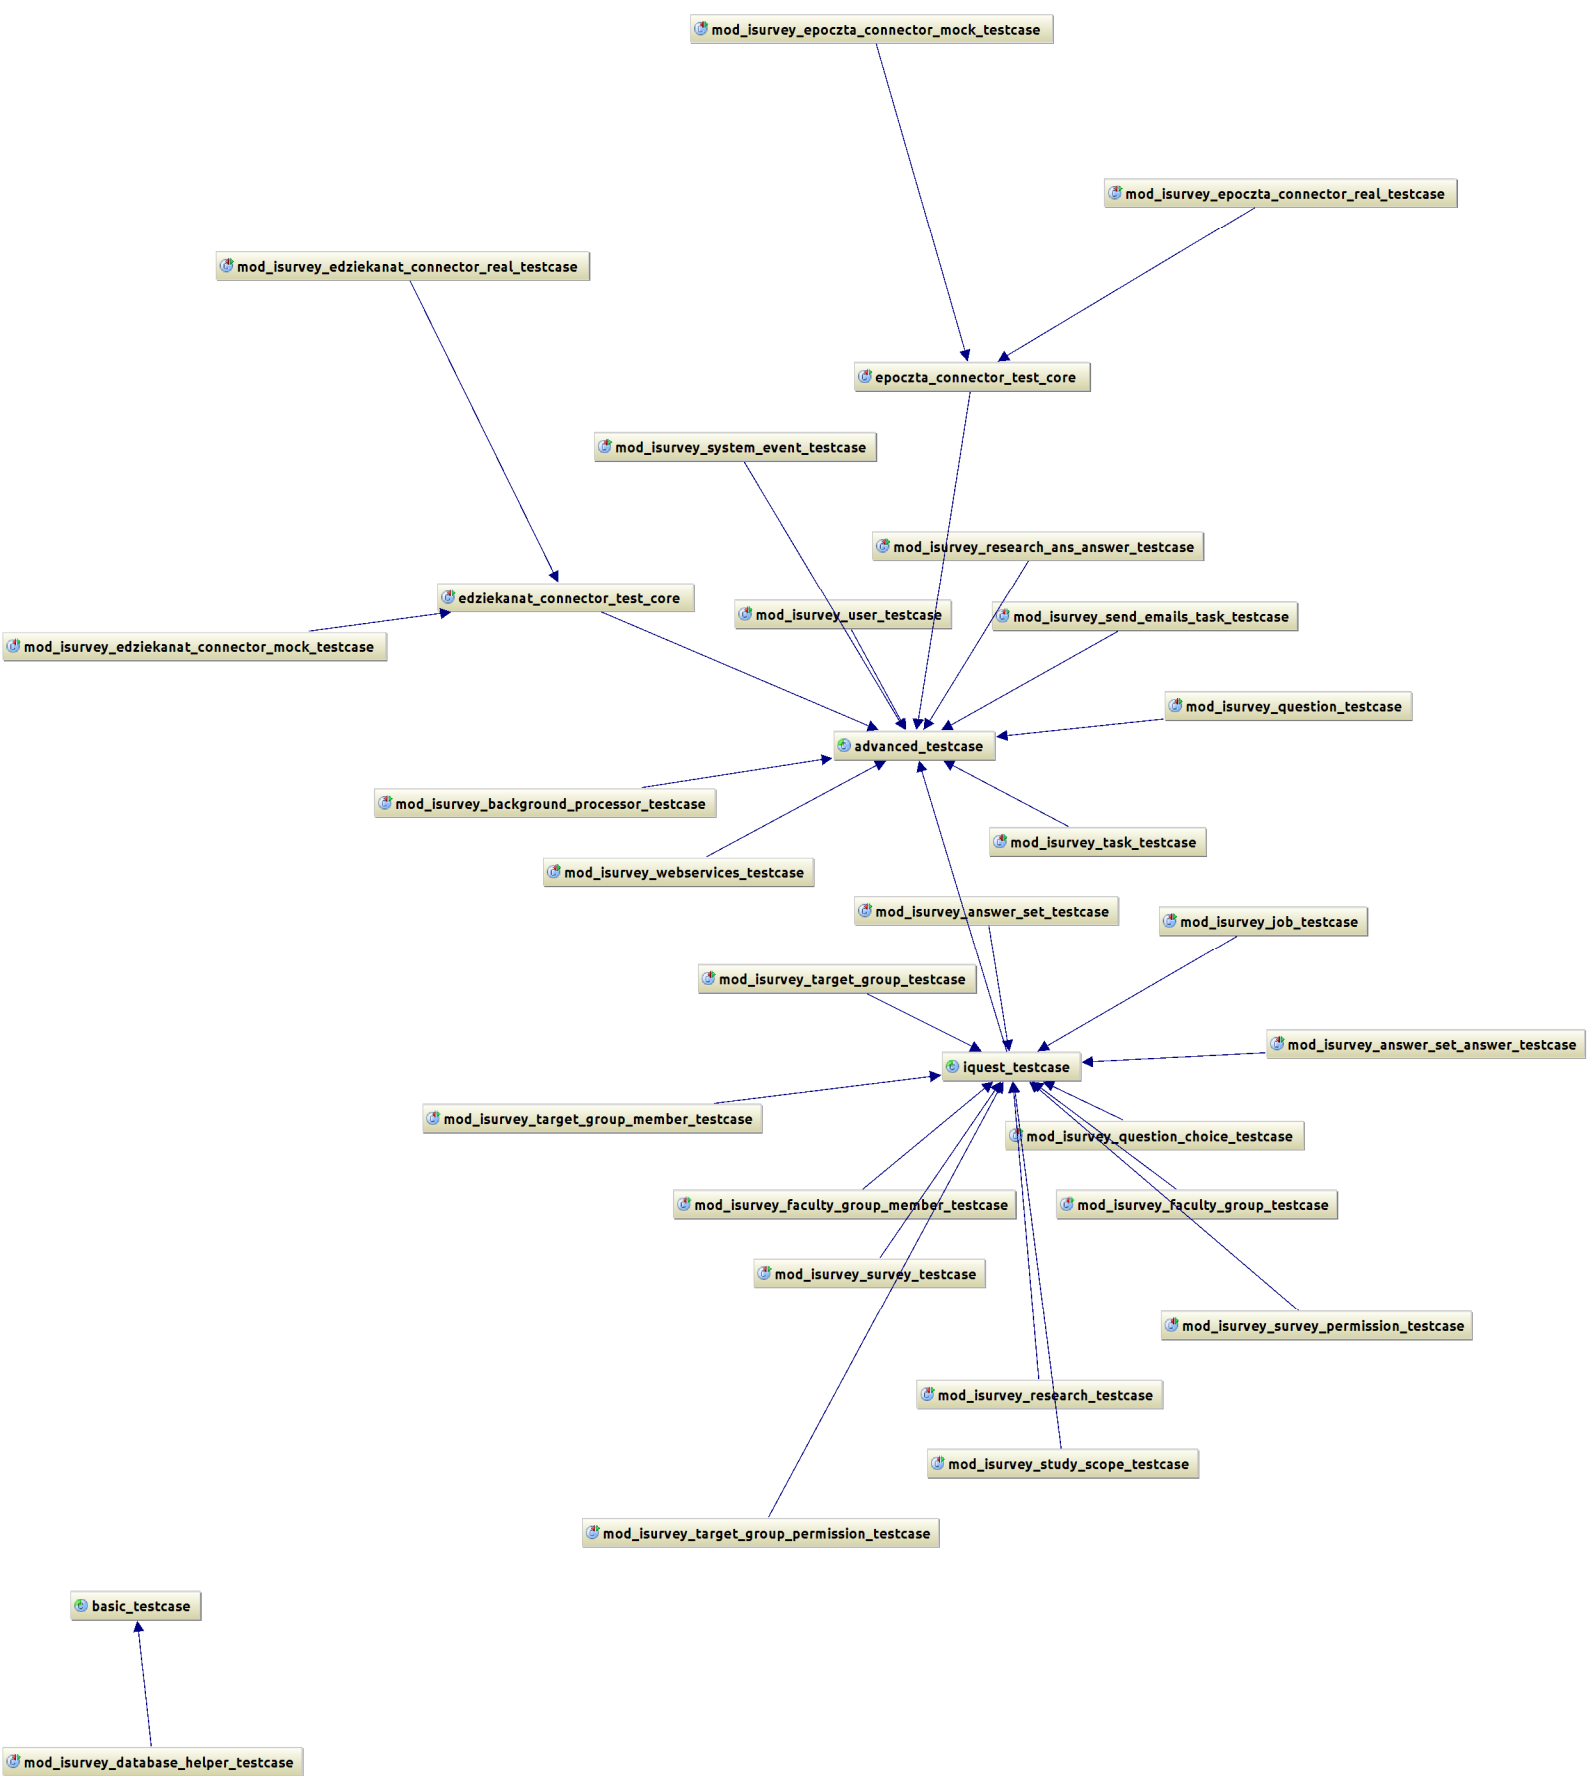 mod_isurvey_epoczta_connector_mock_testcase
mod_isurvey_epoczta_connector_real_testcase
mod_isurvey_edziekanat_connector_real_testcase
epoczta_connector_test_core
mod_isurvey_system_event_testcase
mod_isurvey_research_ans_answer_testcase
edziekanat_connector_test_core
mod_isurvey_user_testcase
mod_isurvey_send_emails_task_testcase
mod_isurvey_edziekanat_connector_mock_testcase
mod_isurvey_question_testcase
advanced_testcase
mod_isurvey_background_processor_testcase
mod_isurvey_task_testcase
mod_isurvey_webservices_testcase
mod_isurvey_answer_set_testcase
mod_isurvey_job_testcase
mod_isurvey_target_group_testcase
mod_isurvey_answer_set_answer_testcase
iquest_testcase
mod_isurvey_target_group_member_testcase
mod_isurvey_question_choice_testcase
mod_isurvey_faculty_group_member_testcase
mod_isurvey_faculty_group_testcase
mod_isurvey_survey_testcase
mod_isurvey_survey_permission_testcase
mod_isurvey_research_testcase
mod_isurvey_study_scope_testcase
mod_isurvey_target_group_permission_testcase
basic_testcase
mod_isurvey_database_helper_testcase